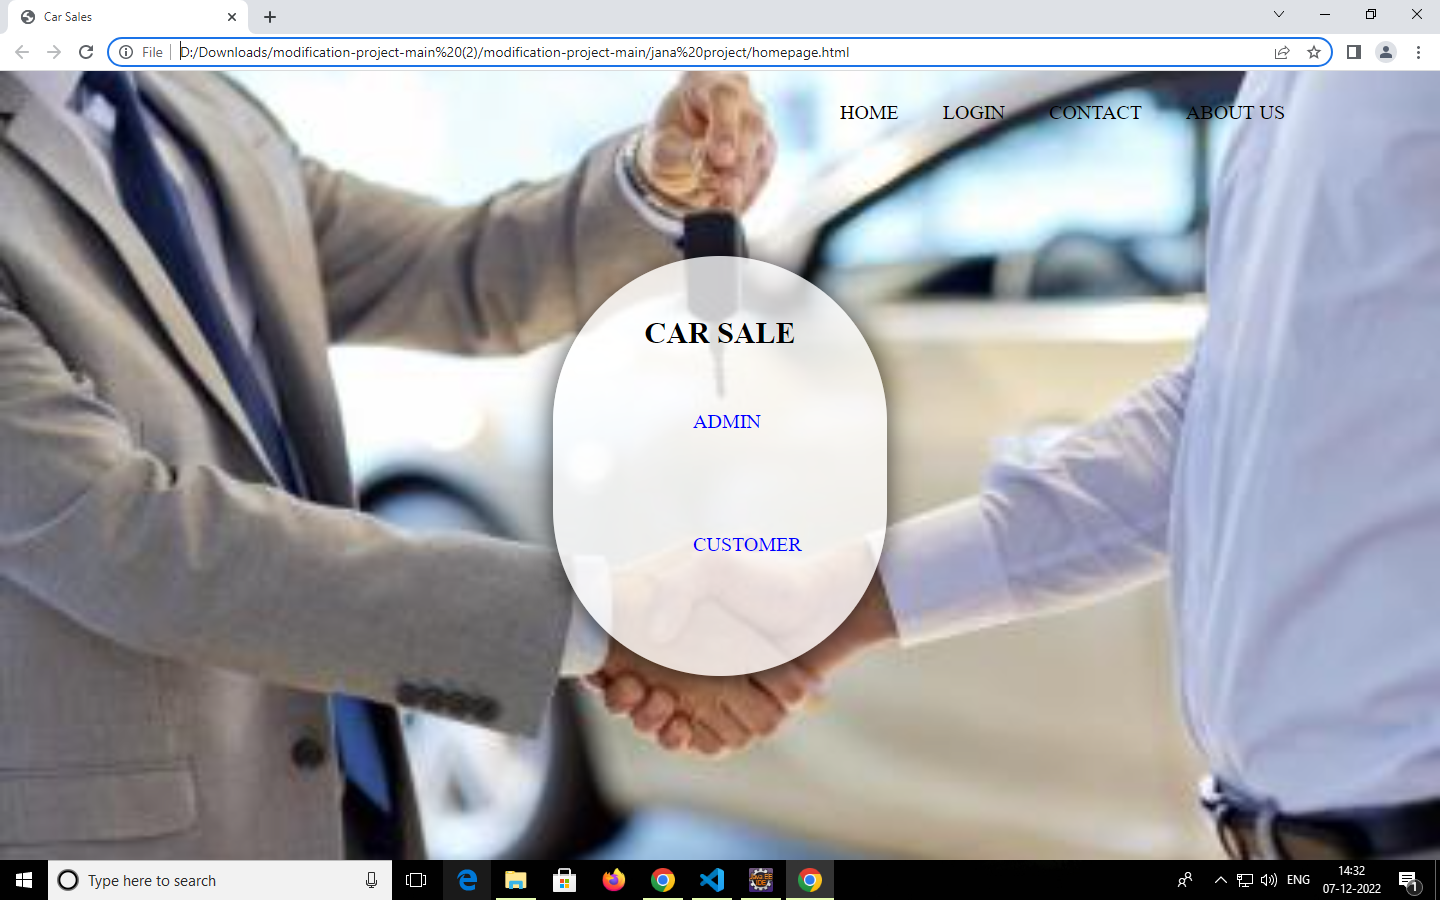 Car Sales
File
D:/Downloads/modification-project-main%20(2)/modification-project-main/jana%20project/homepage.html
HOME LOGIN CONTACT ABOUT US
CAR SALE
ADMIN
CUSTOMER
Type here to search
ENG
14:32
07-12-2022
1